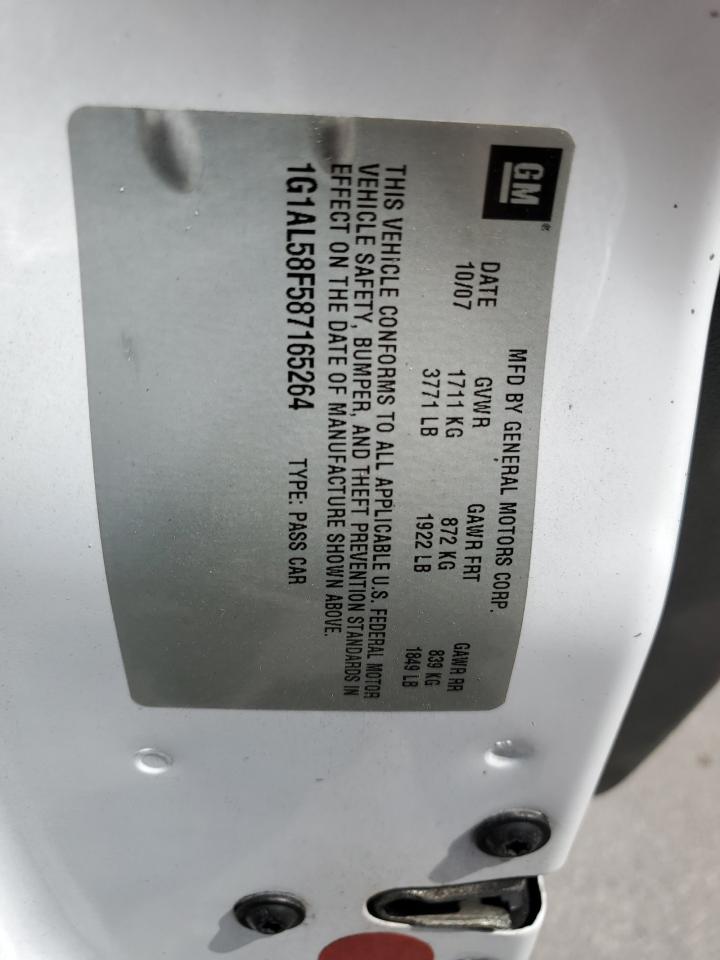 GM
MFD BY GENERAL MOTORS CORP.
DATE GVWR GAWR FRT GAWR RR
10/07 1711 KG 872 KG 839 KG
3771 LB 1922 LB 1849 LB
THIS VEHICLE CONFORMS TO ALL APPLICABLE U.S. FEDERAL MOTOR
VEHICLE SAFETY, BUMPER, AND THEFT PREVENTION STANDARDS IN
EFFECT ON THE DATE OF MANUFACTURE SHOWN ABOVE.
1G1AL58F587165264 TYPE: PASS CAR